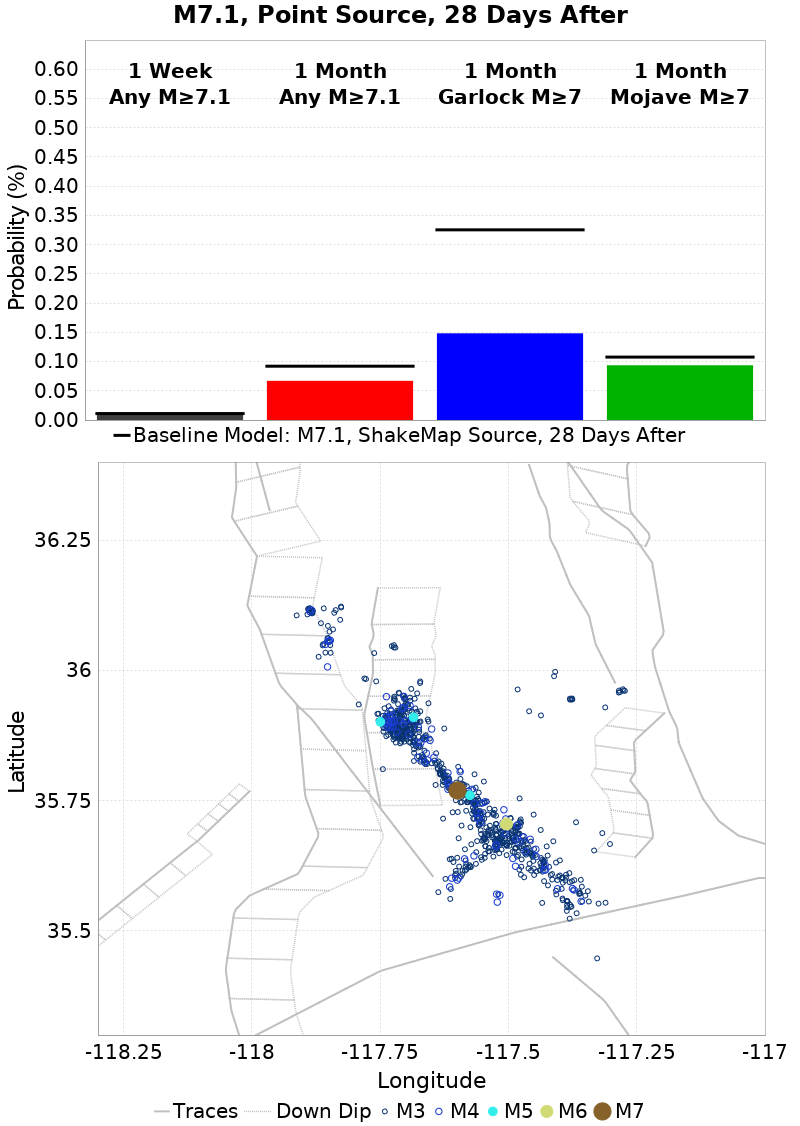 M7.1, Point Source, 28 Days After
1 Week
Any M≥7.1
1 Month
Any M≥7.1
1 Month
Garlock M≥7
1 Month
Mojave M≥7
Probability (%)
0.60
0.55
0.50
0.45
0.40
0.35
0.30
0.25
0.20
0.15
0.10
0.05
0.00
Baseline Model: M7.1, ShakeMap Source, 28 Days After
Latitude
36.25
36
35.75
35.5
-118.25 -118 -117.75 -117.5 -117.25 -117
Longitude
Traces Down Dip M3 M4 M5 M6 M7